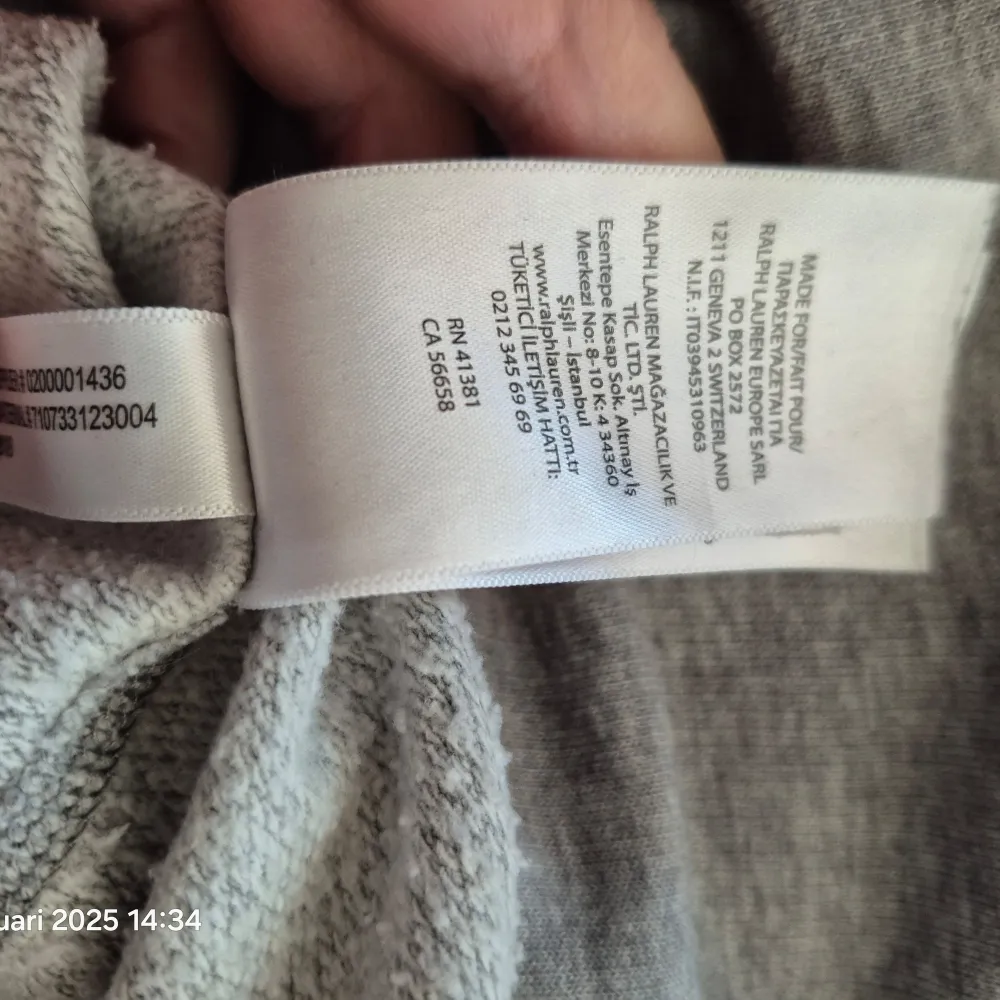 MADE FOR/FAIT POUR/
ΠΑΡΑΣΚΕΥΑΖΕΤΑΙ ΓΙΑ
RALPH LAUREN EUROPE SARL
PO BOX 2572
1211 GENEVA 2 SWITZERLAND
N.I.F. : IT03945310963
RALPH LAUREN MAĞAZACILIK VE
TİC. LTD. ŞTİ.
Esentepe Kasap Sok. Altınay İş
Merkezi No: 8-10 K: 4 34360
Şişli – İstanbul
www.ralphlauren.com.tr
TÜKETİCİ İLETİŞİM HATTI:
0212 345 69 69
RN 41381
CA 56658
0200001436
710733123004
uari 2025 14:34